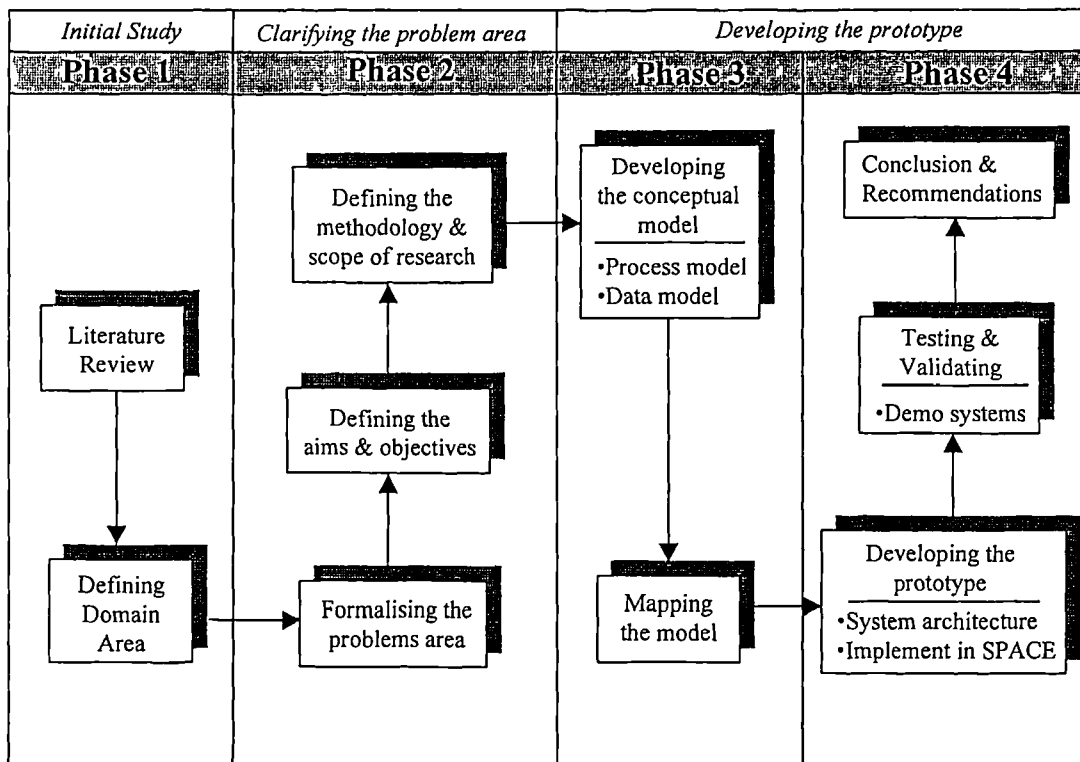 Initial Study
Clarifying the problem area
Developing the prototype
Phase 1
Phase 2
Phase 3
Phase 4
Literature
Review
Defining
Domain
Area
Formalising the
problems area
Defining the
aims & objectives
Defining the
methodology &
scope of research
Developing
the conceptual
model
•Process model
•Data model
Mapping
the model
Developing the
prototype
•System architecture
•Implement in SPACE
Testing &
Validating
•Demo systems
Conclusion &
Recommendations